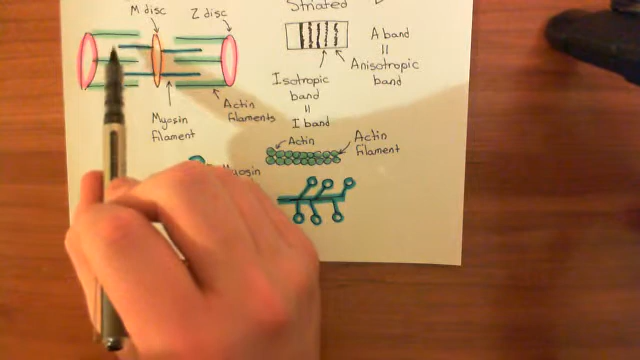 M disc
Z disc
Striated
A band
=
Anisotropic
band
Isotropic
band
=
I band
Actin
filaments
Myosin
filament
Actin
Actin
Filament
Myosin